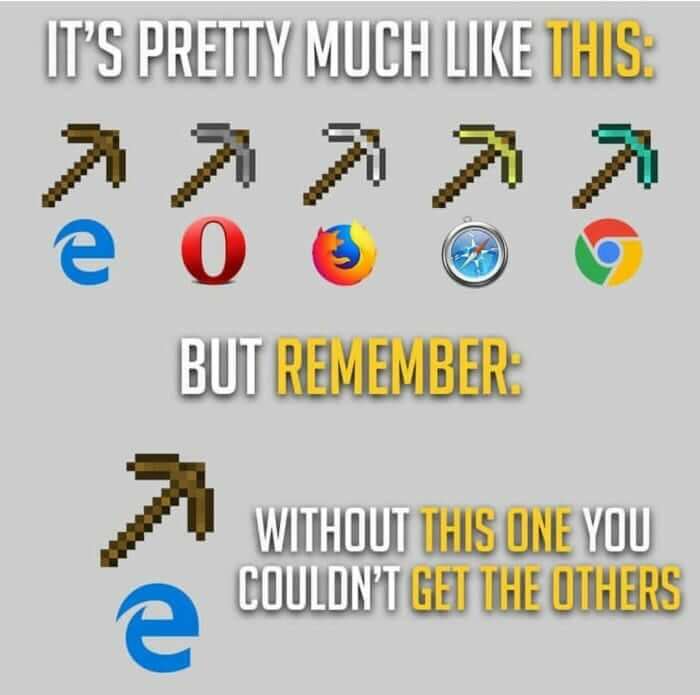 IT'S PRETTY MUCH LIKE THIS:
BUT REMEMBER:
WITHOUT THIS ONE YOU
COULDN'T GET THE OTHERS